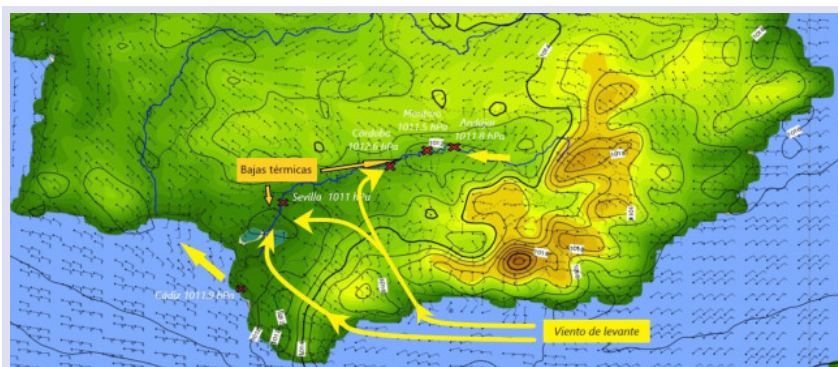 Montoro
1011.5 hPa
Andújar
1011.8 hPa
Córdoba
1012.6 hPa
Bajas térmicas
Sevilla 1011 hPa
Cádiz 1011.9 hPa
Viento de levante